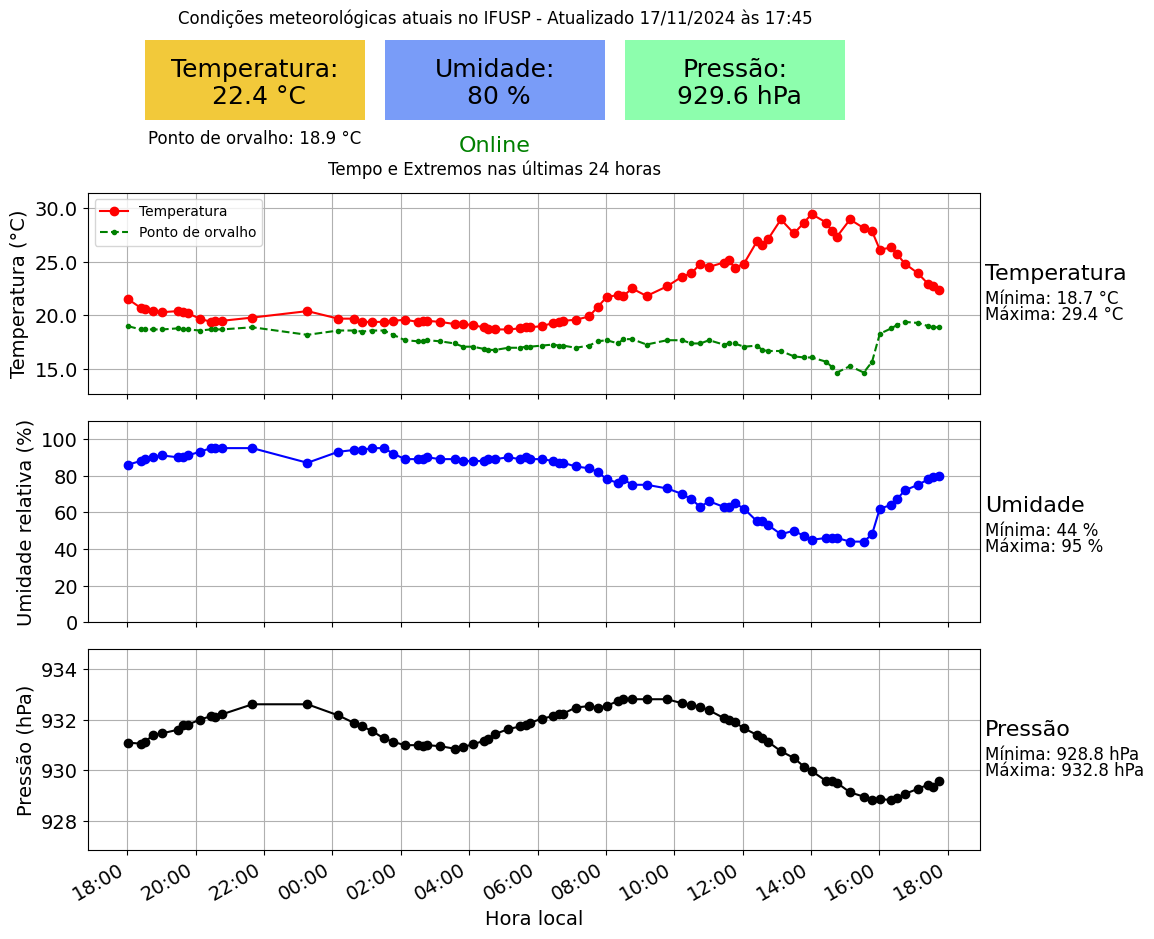 Condições meteorológicas atuais no IFUSP - Atualizado 17/11/2024 às 17:45
Temperatura:
22.4 °C
Umidade:
80 %
Pressão:
929.6 hPa
Ponto de orvalho: 18.9 °C
Online
Tempo e Extremos nas últimas 24 horas
Temperatura (°C)
30.0
25.0
20.0
15.0
Temperatura
Ponto de orvalho
Temperatura
Mínima: 18.7 °C
Máxima: 29.4 °C
Umidade relativa (%)
100
80
60
40
20
0
Umidade
Mínima: 44 %
Máxima: 95 %
Pressão (hPa)
934
932
930
928
Pressão
Mínima: 928.8 hPa
Máxima: 932.8 hPa
18:00 20:00 22:00 00:00 02:00 04:00 06:00 08:00 10:00 12:00 14:00 16:00 18:00
Hora local